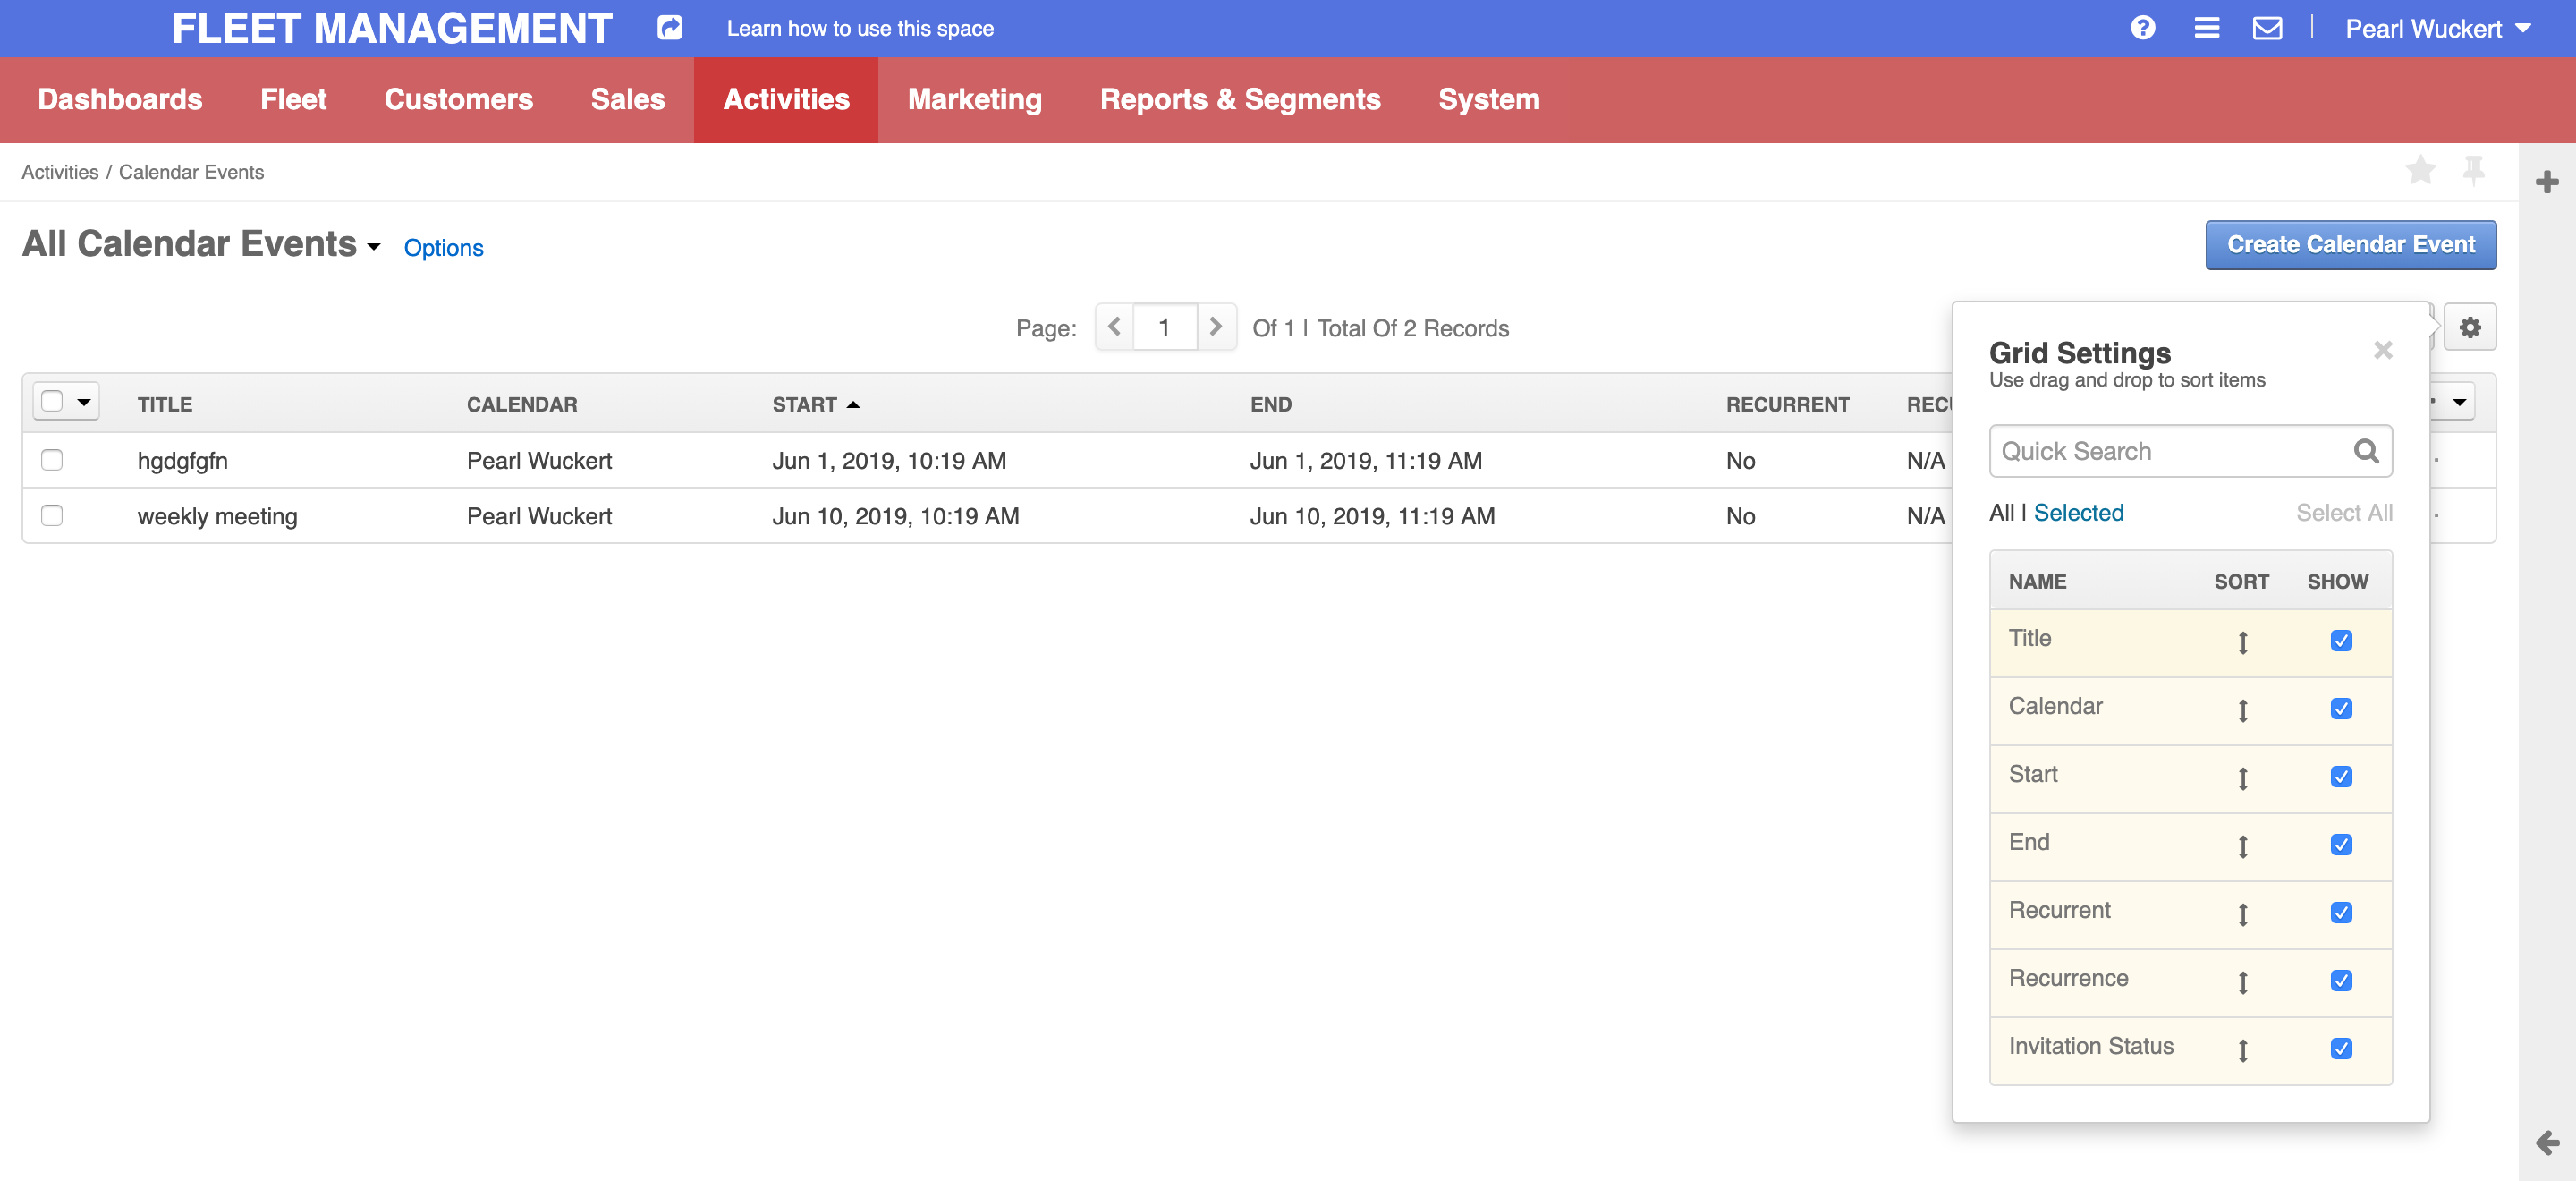 FLEET MANAGEMENT
Learn how to use this space
Pearl Wuckert
Dashboards
Fleet
Customers
Sales
Activities
Marketing
Reports & Segments
System
Activities / Calendar Events
All Calendar Events
Options
Create Calendar Event
Page:
1
Of 1 | Total Of 2 Records
TITLE
CALENDAR
START
END
RECURRENT
hgdgfgfn
Pearl Wuckert
Jun 1, 2019, 10:19 AM
Jun 1, 2019, 11:19 AM
No
N/A
weekly meeting
Pearl Wuckert
Jun 10, 2019, 10:19 AM
Jun 10, 2019, 11:19 AM
No
N/A
Grid Settings
Use drag and drop to sort items
Quick Search
All | Selected
Select All
NAME
SORT
SHOW
Title
Calendar
Start
End
Recurrent
Recurrence
Invitation Status